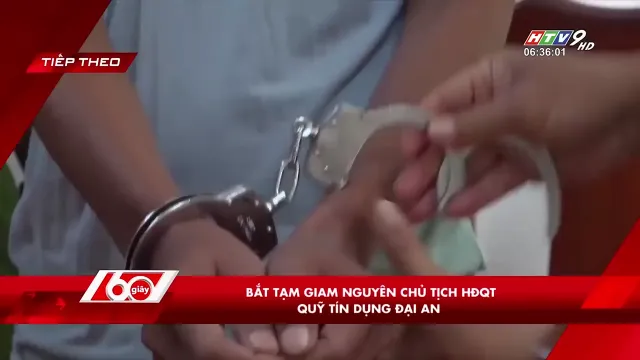 TIẾP THEO
HTV9 HD
06:36:01
60 giây
BẮT TẠM GIAM NGUYÊN CHỦ TỊCH HĐQT
QUỸ TÍN DỤNG ĐẠI AN